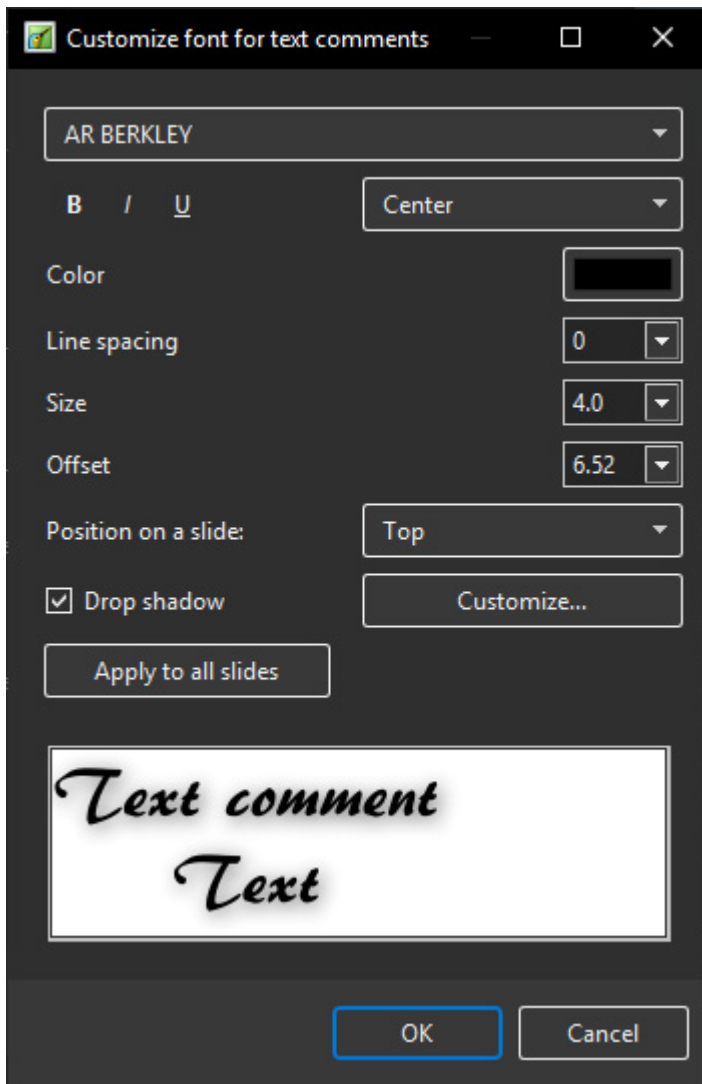 Customize font for text comments
AR BERKLEY
B I U Center
Color
Line spacing 0
Size 4.0
Offset 6.52
Position on a slide: Top
Drop shadow Customize...
Apply to all slides
Text comment
Text
OK Cancel